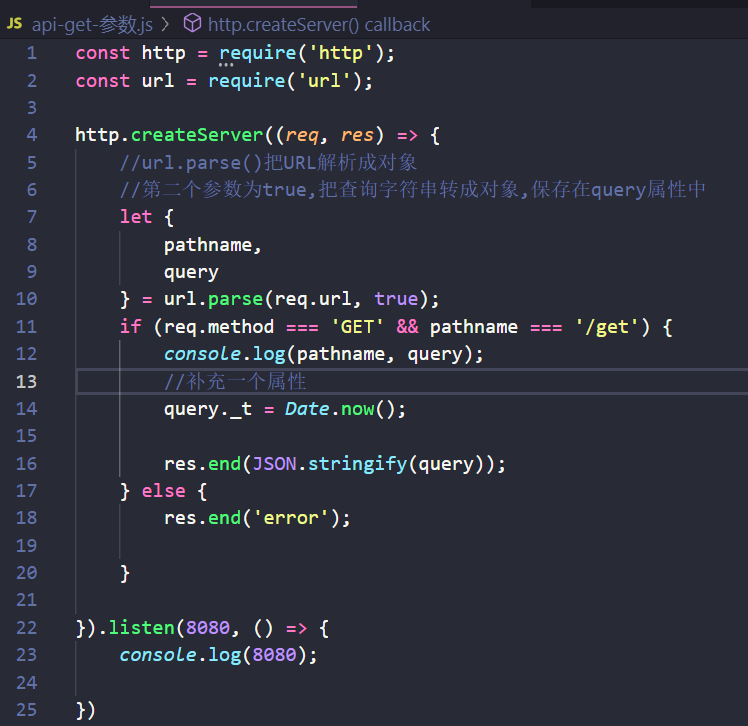 JS api-get-参数.js > http.createServer() callback
1 const http = require('http');
2 const url = require('url');
3
4 http.createServer((req, res) => {
5 //url.parse()把URL解析成对象
6 //第二个参数为true,把查询字符串转成对象,保存在query属性中
7 let {
8 pathname,
9 query
10 } = url.parse(req.url, true);
11 if (req.method === 'GET' && pathname === '/get') {
12 console.log(pathname, query);
13 //补充一个属性
14 query._t = Date.now();
15
16 res.end(JSON.stringify(query));
17 } else {
18 res.end('error');
19
20 }
21
22 }).listen(8080, () => {
23 console.log(8080);
24
25 })